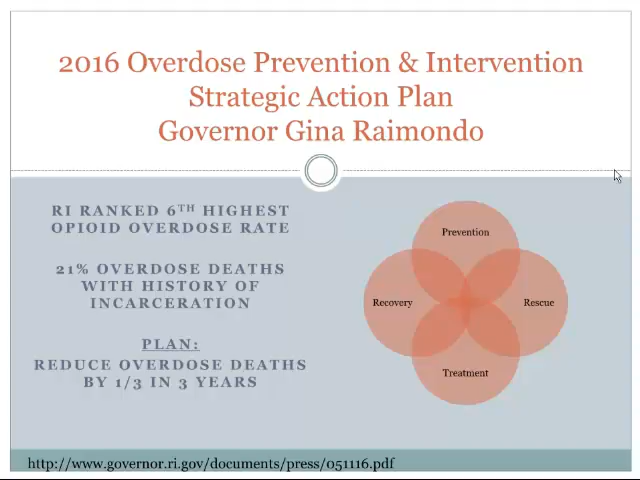 2016 Overdose Prevention & Intervention
Strategic Action Plan
Governor Gina Raimondo
RI RANKED 6TH HIGHEST
OPIOID OVERDOSE RATE
21% OVERDOSE DEATHS
WITH HISTORY OF
INCARCERATION
PLAN:
REDUCE OVERDOSE DEATHS
BY 1/3 IN 3 YEARS
Prevention
Recovery
Rescue
Treatment
http://www.governor.ri.gov/documents/press/051116.pdf